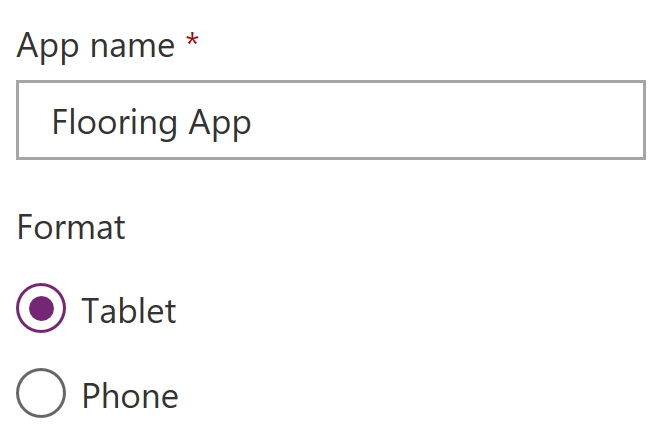 App name *
Flooring App
Format
Tablet
Phone